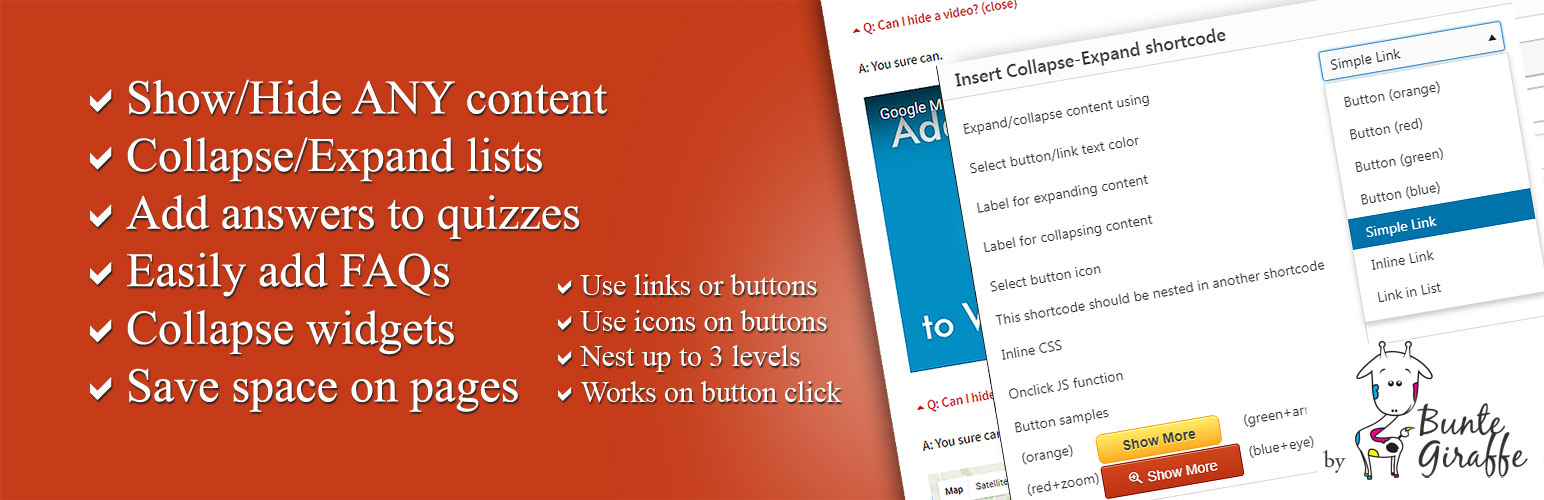 Show/Hide ANY content
Collapse/Expand lists
Add answers to quizzes
Easily add FAQs
Collapse widgets
Save space on pages
Use links or buttons
Use icons on buttons
Nest up to 3 levels
Works on button click
Q: Can I hide a video? (close)
A: You sure can.
Google
to
Q: Can I hide
A: You sure can
Map
Satellite
Insert Collapse-Expand shortcode
Expand/collapse content using
Select button/link text color
Label for expanding content
Label for collapsing content
Select button icon
This shortcode should be nested in another shortcode
Inline CSS
Onclick JS function
Button samples
(orange) Show More (green+arr
(red+zoom) Show More (blue+eye)
Simple Link
Button (orange)
Button (red)
Button (green)
Button (blue)
Simple Link
Inline Link
Link in List
by Bunte
Giraffe